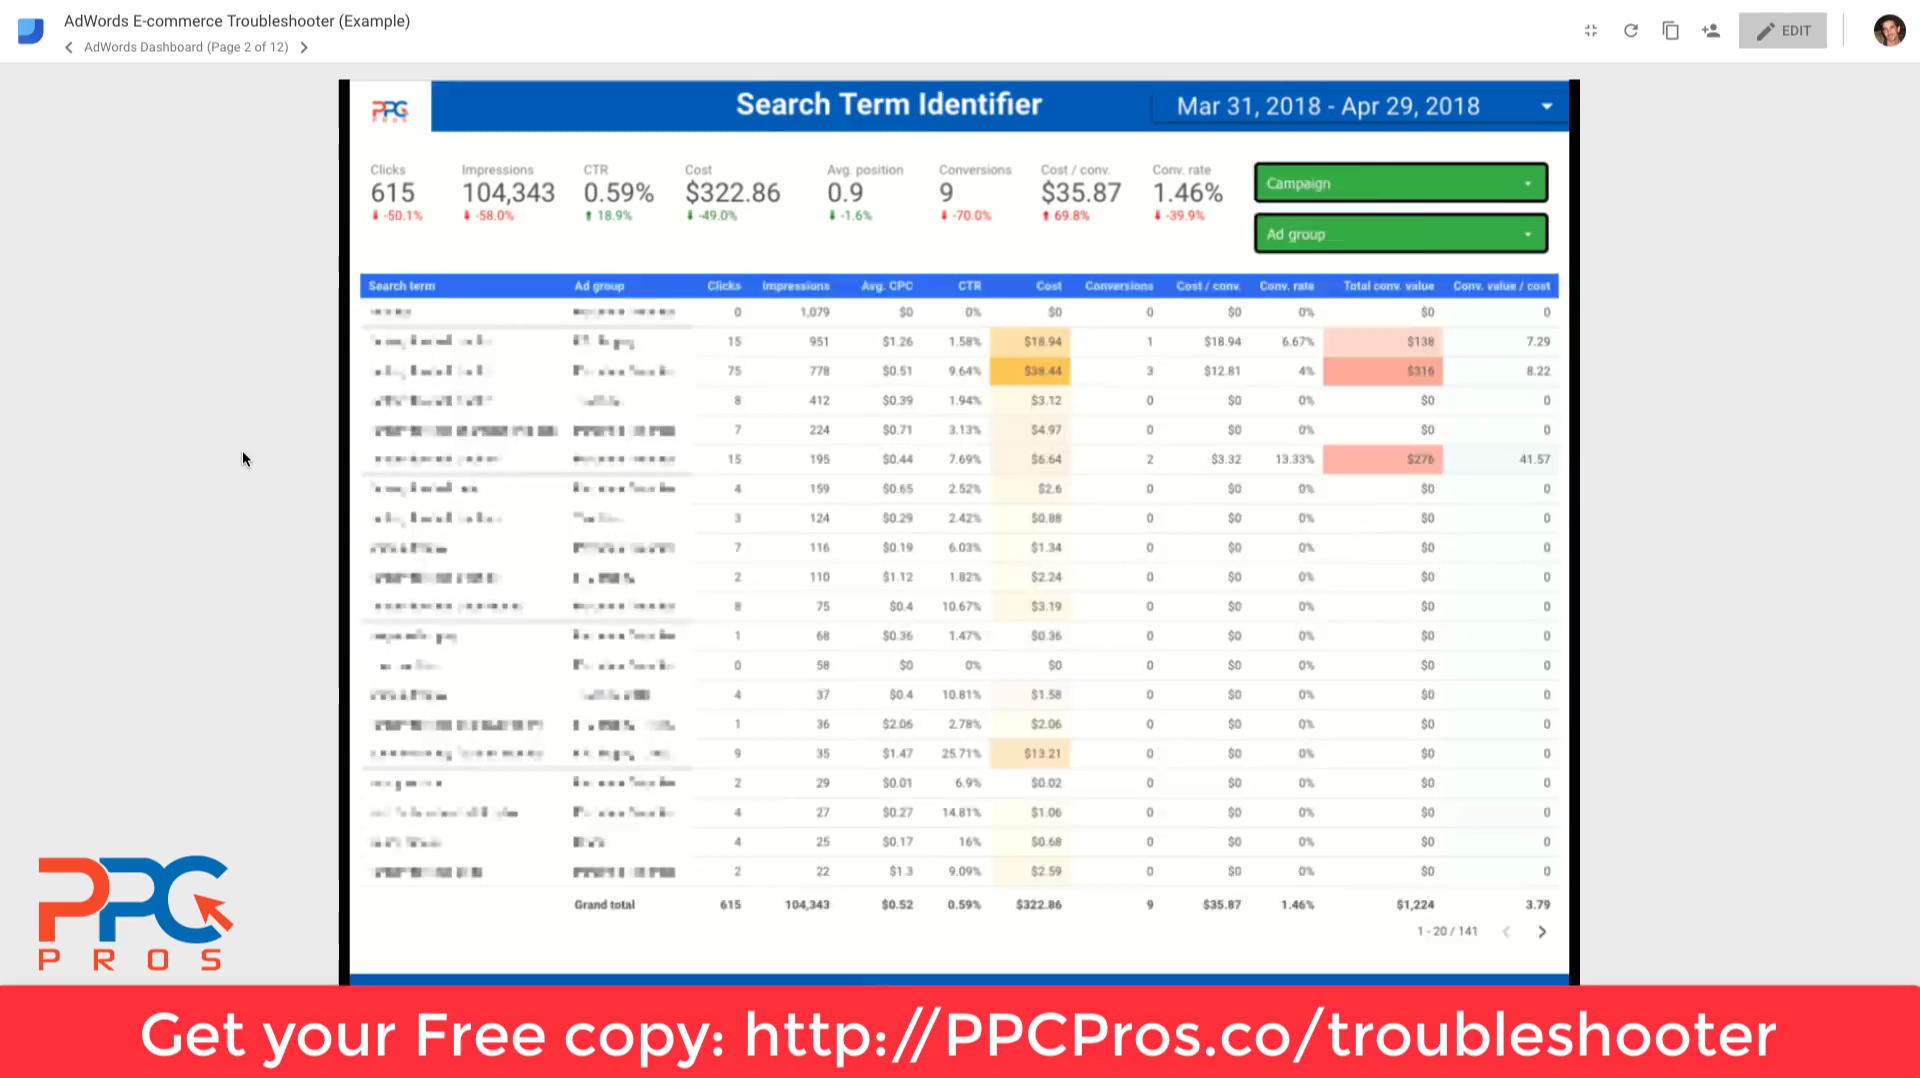 AdWords E-commerce Troubleshooter (Example)
AdWords Dashboard (Page 2 of 12)
EDIT
PPC
PROS
Search Term Identifier
Mar 31, 2018 - Apr 29, 2018
Clicks Impressions CTR Cost Avg. position Conversions Cost / conv. Conv. rate
615 104,343 0.59% $322.86 0.9 9 $35.87 1.46%
-50.1% -58.0% 18.9% -49.0% -1.6% -70.0% 69.8% -39.9%
Campaign
Ad group
Search term Ad group Clicks Impressions Avg. CPC CTR Cost Conversions Cost / conv. Conv. rate Total conv. value Conv. value / cost
0 1,079 $0 0% $0 0 $0 0% $0 0
15 951 $1.26 1.58% $18.94 1 $18.94 6.67% $138 7.29
75 778 $0.51 9.64% $38.44 3 $12.81 4% $316 8.22
8 412 $0.39 1.94% $3.12 0 $0 0% $0 0
7 224 $0.71 3.13% $4.97 0 $0 0% $0 0
15 195 $0.44 7.69% $6.64 2 $3.32 13.33% $276 41.57
4 159 $0.65 2.52% $2.6 0 $0 0% $0 0
3 124 $0.29 2.42% $0.88 0 $0 0% $0 0
7 116 $0.19 6.03% $1.34 0 $0 0% $0 0
2 110 $1.12 1.82% $2.24 0 $0 0% $0 0
8 75 $0.4 10.67% $3.19 0 $0 0% $0 0
1 68 $0.36 1.47% $0.36 0 $0 0% $0 0
0 58 $0 0% $0 0 $0 0% $0 0
4 37 $0.4 10.81% $1.58 0 $0 0% $0 0
1 36 $2.06 2.78% $2.06 0 $0 0% $0 0
9 35 $1.47 25.71% $13.21 0 $0 0% $0 0
2 29 $0.01 6.9% $0.02 0 $0 0% $0 0
4 27 $0.27 14.81% $1.06 0 $0 0% $0 0
4 25 $0.17 16% $0.68 0 $0 0% $0 0
2 22 $1.3 9.09% $2.59 0 $0 0% $0 0
Grand total 615 104,343 $0.52 0.59% $322.86 9 $35.87 1.46% $1,224 3.79
1 - 20 / 141
PPC
PROS
Get your Free copy: http://PPCPros.co/troubleshooter